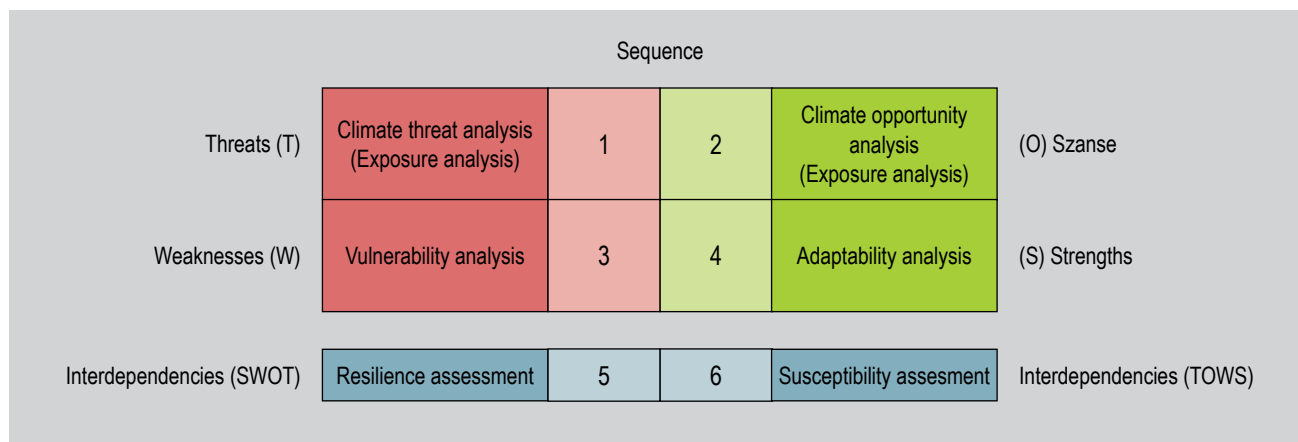 Sequence
Threats (T)
Climate threat analysis
(Exposure analysis)
1
2
Climate opportunity
analysis
(Exposure analysis)
(O) Szanse
Weaknesses (W)
Vulnerability analysis
3
4
Adaptability analysis
(S) Strengths
Interdependencies (SWOT)
Resilience assessment
5
6
Susceptibility assesment
Interdependencies (TOWS)